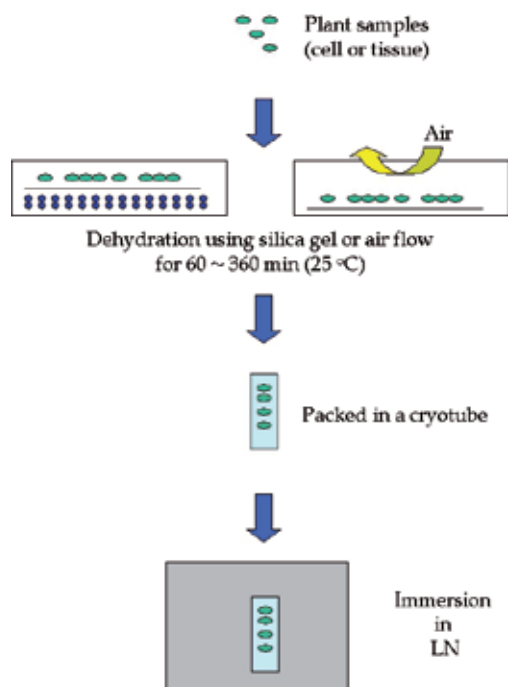 Plant samples
(cell or tissue)
Air
Dehydration using silica gel or air flow
for 60 ~ 360 min (25 °C)
Packed in a cryotube
Immersion
in
LN